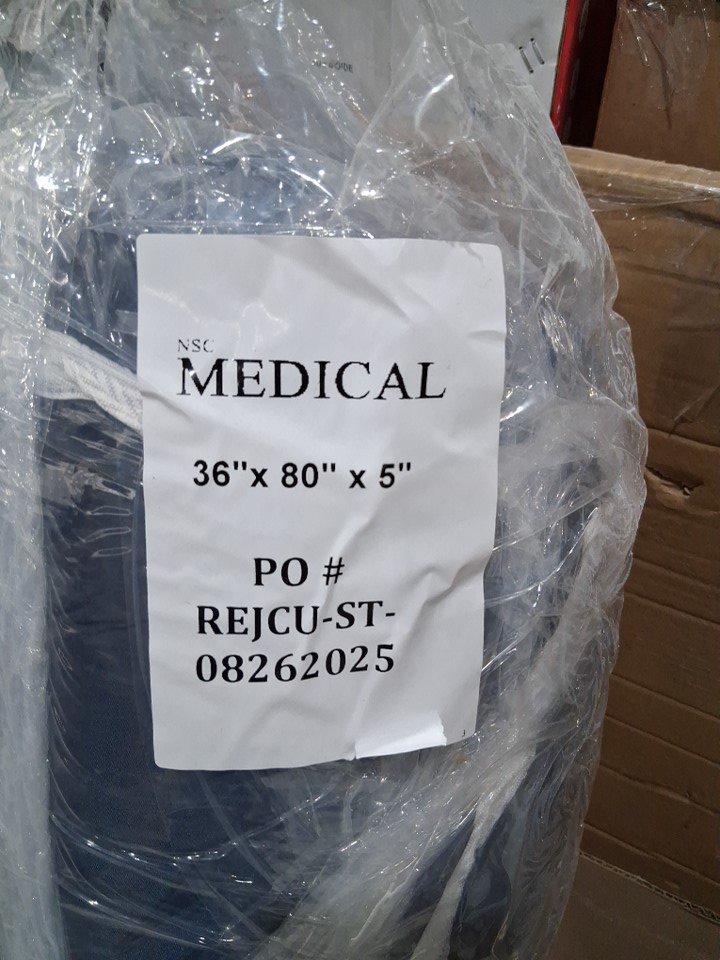 NSC
MEDICAL
36"x 80" x 5"
PO #
REJCU-ST-
08262025